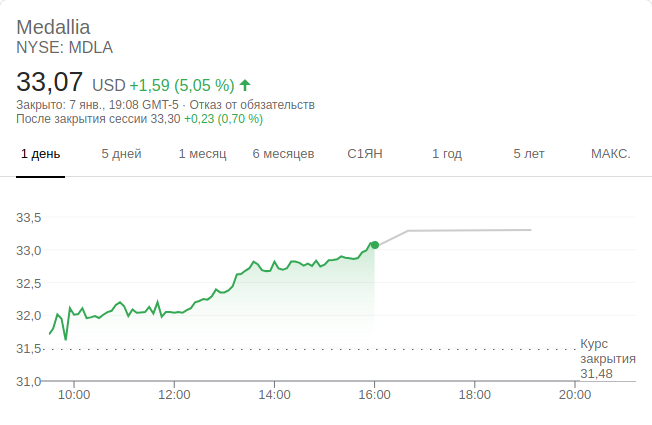 Medallia
NYSE: MDLA
33,07 USD +1,59 (5,05 %)
Закрыто: 7 янв., 19:08 GMT-5 · Отказ от обязательств
После закрытия сессии 33,30 +0,23 (0,70 %)
1 день 5 дней 1 месяц 6 месяцев С1ЯН 1 год 5 лет МАКС.
33,5
33,0
32,5
32,0
31,5
31,0
Курс
закрытия
31,48
10:00 12:00 14:00 16:00 18:00 20:00